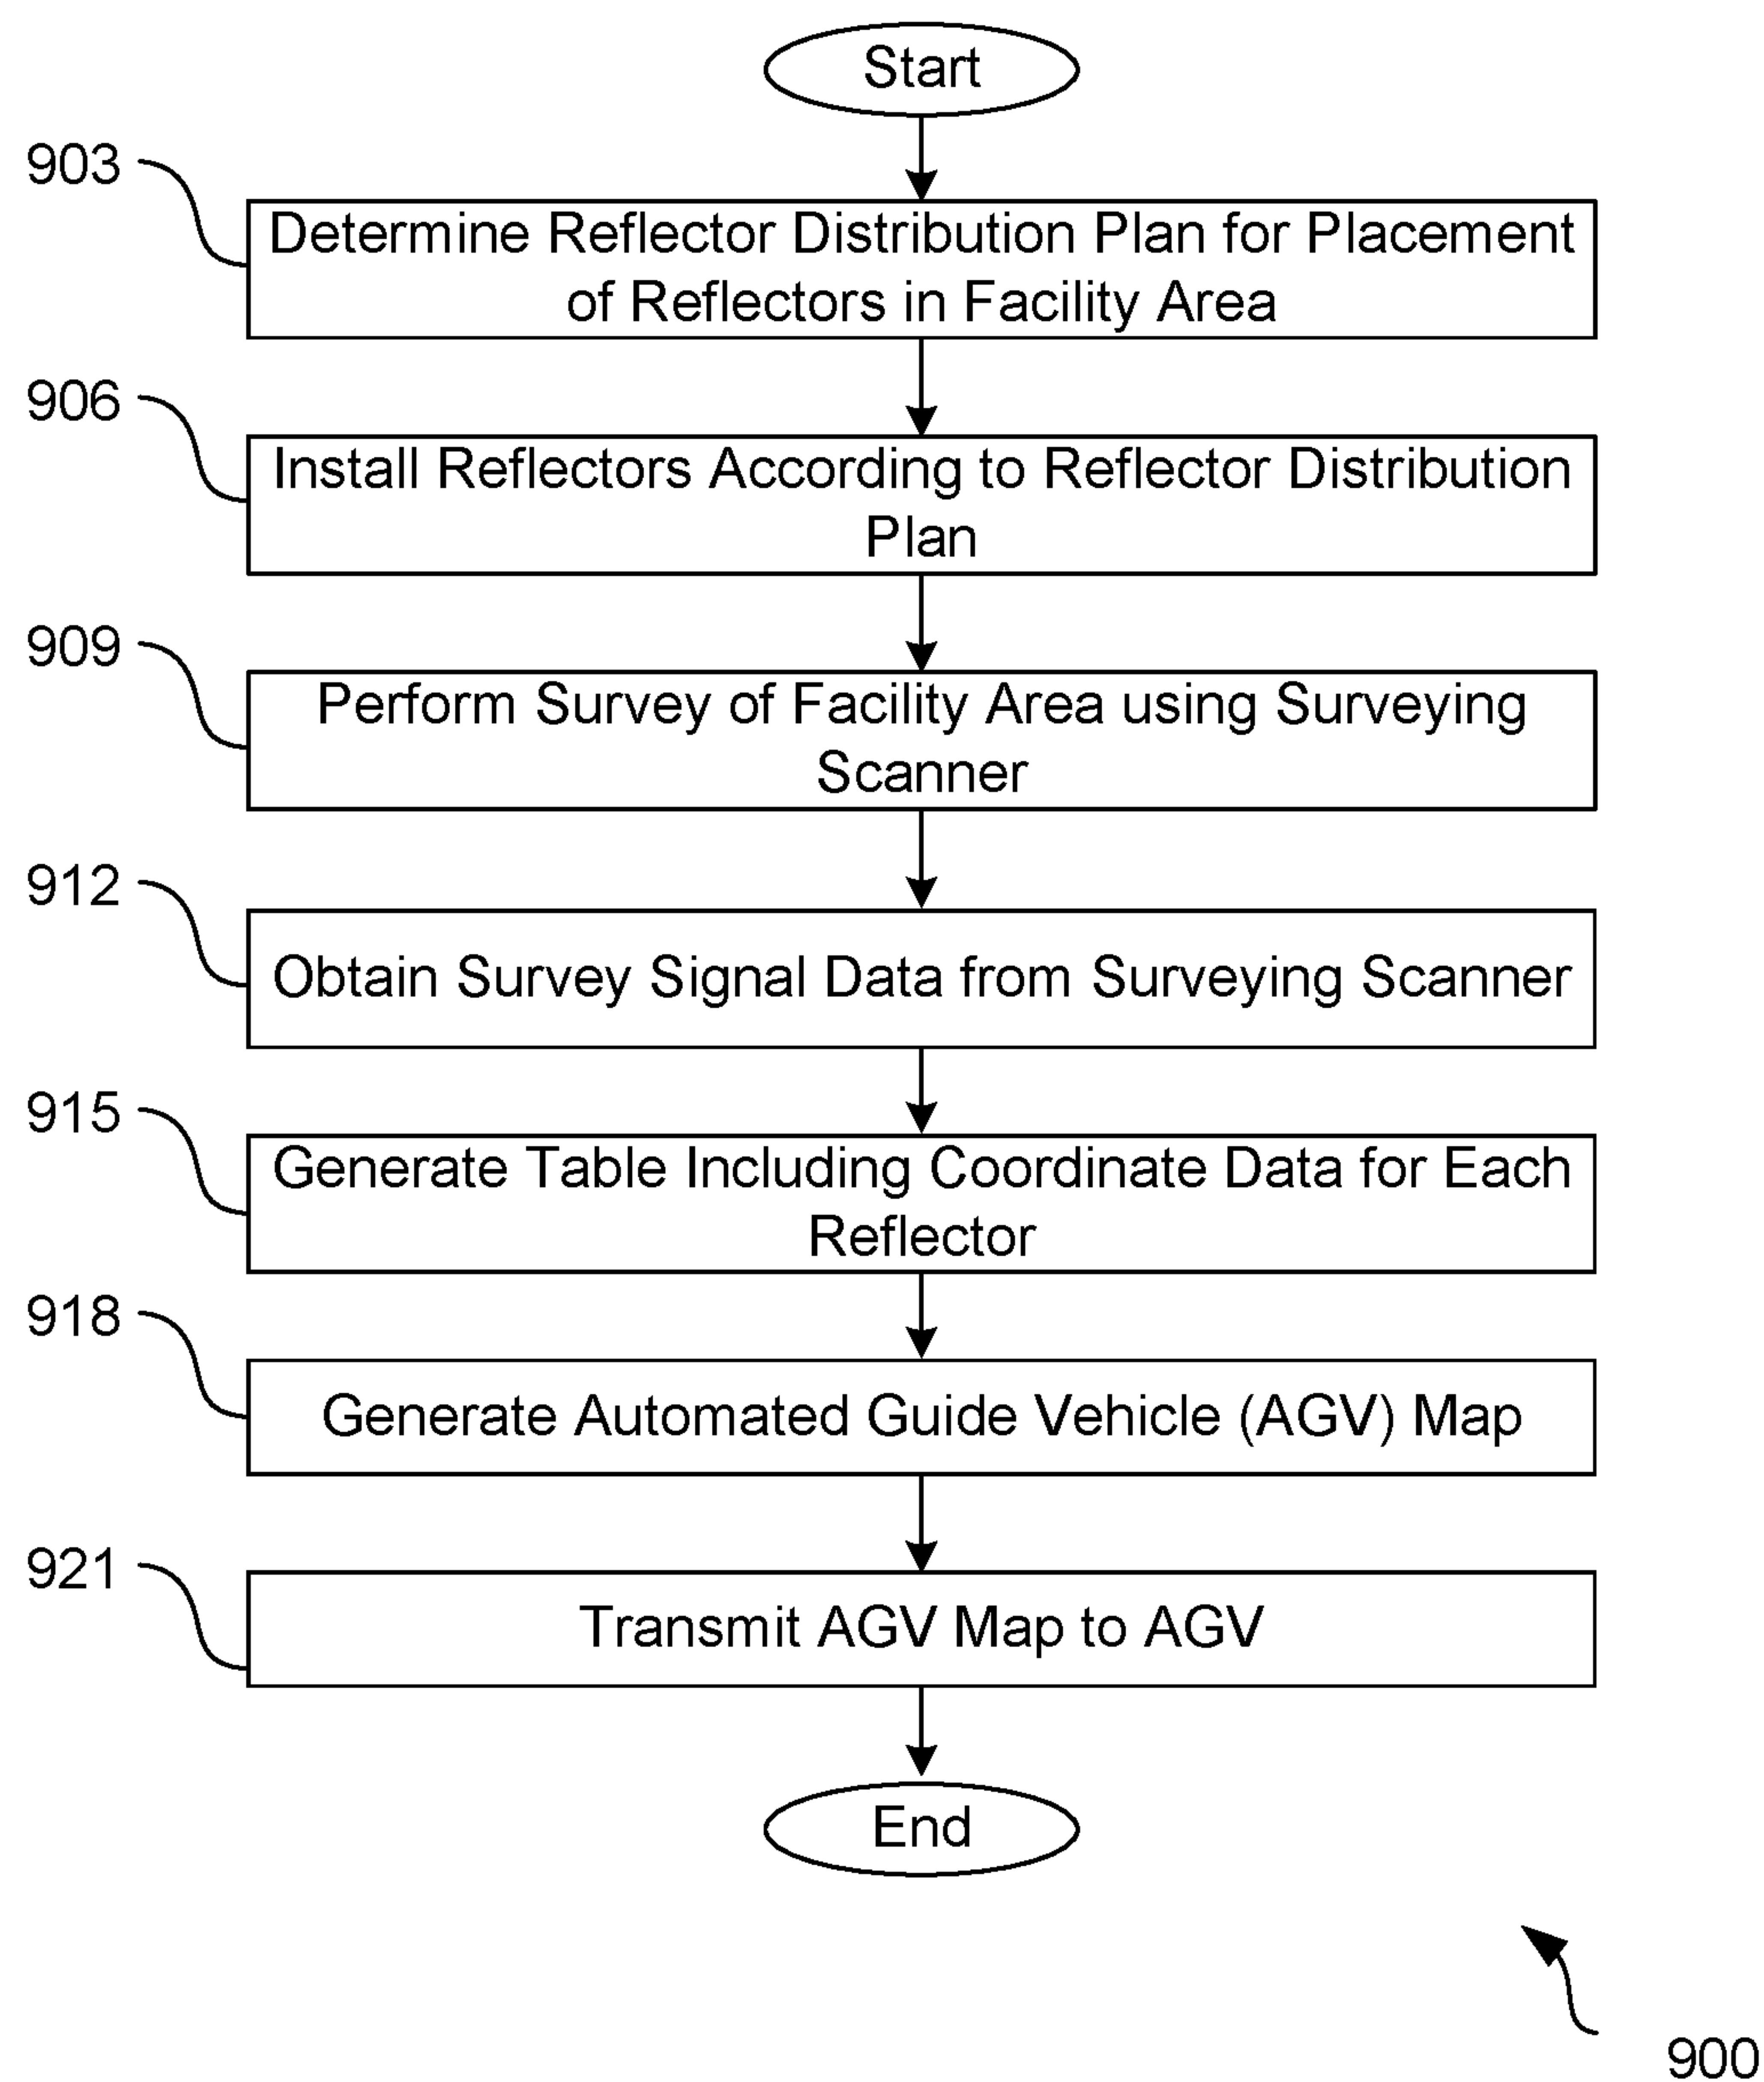 Start
903
Determine Reflector Distribution Plan for Placement
of Reflectors in Facility Area
906
Install Reflectors According to Reflector Distribution
Plan
909
Perform Survey of Facility Area using Surveying
Scanner
912
Obtain Survey Signal Data from Surveying Scanner
915
Generate Table Including Coordinate Data for Each
Reflector
918
Generate Automated Guide Vehicle (AGV) Map
921
Transmit AGV Map to AGV
End
900